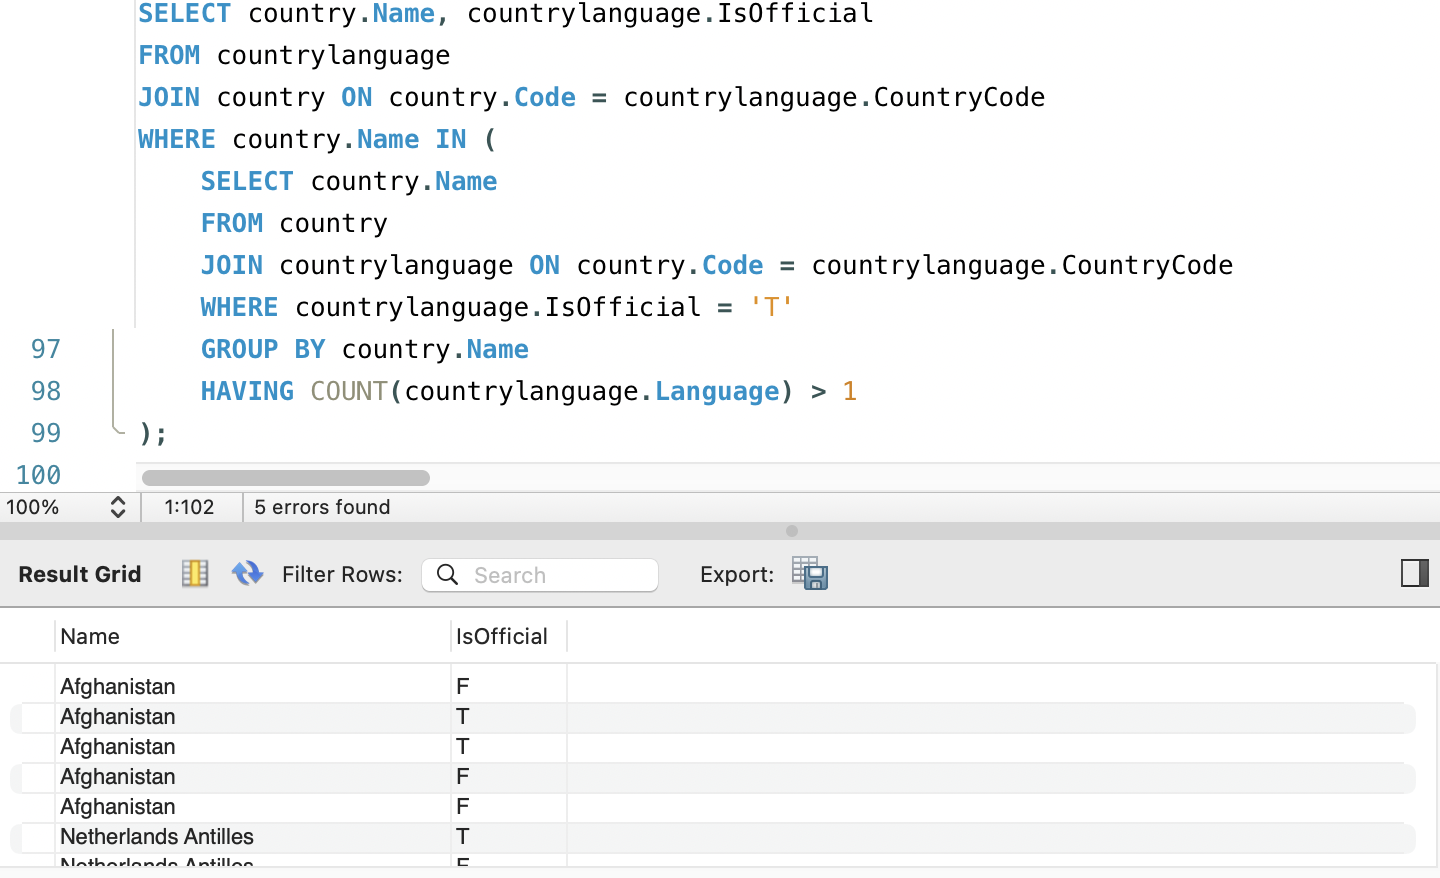 SELECT country.Name, countrylanguage.IsOfficial
FROM countrylanguage
JOIN country ON country.Code = countrylanguage.CountryCode
WHERE country.Name IN (
SELECT country.Name
FROM country
JOIN countrylanguage ON country.Code = countrylanguage.CountryCode
WHERE countrylanguage.IsOfficial = 'T'
97 GROUP BY country.Name
98 HAVING COUNT(countrylanguage.Language) > 1
99 );
100
100% 1:102 5 errors found
Result Grid Filter Rows: Search Export:
Name IsOfficial
Afghanistan F
Afghanistan T
Afghanistan T
Afghanistan F
Afghanistan F
Netherlands Antilles T
Netherlands Antilles F